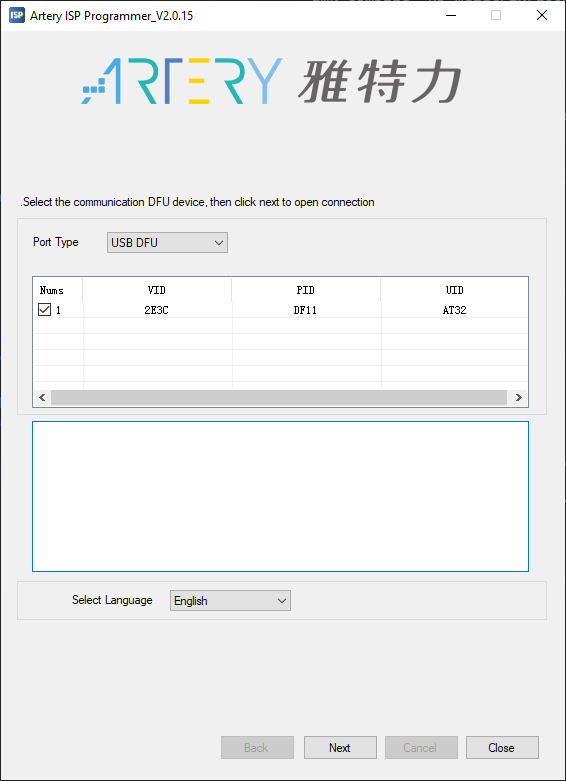 ISP Artery ISP Programmer_V2.0.15
ARTERY 雅特力
.Select the communication DFU device, then click next to open connection
Port Type USB DFU
Nums VID PID UID
1 2E3C DF11 AT32
Select Language English
Back Next Cancel Close